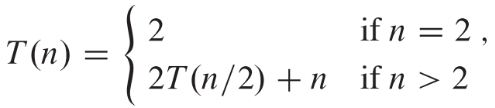 T(n) = { 2 if n = 2 ,
2T(n/2) + n if n > 2